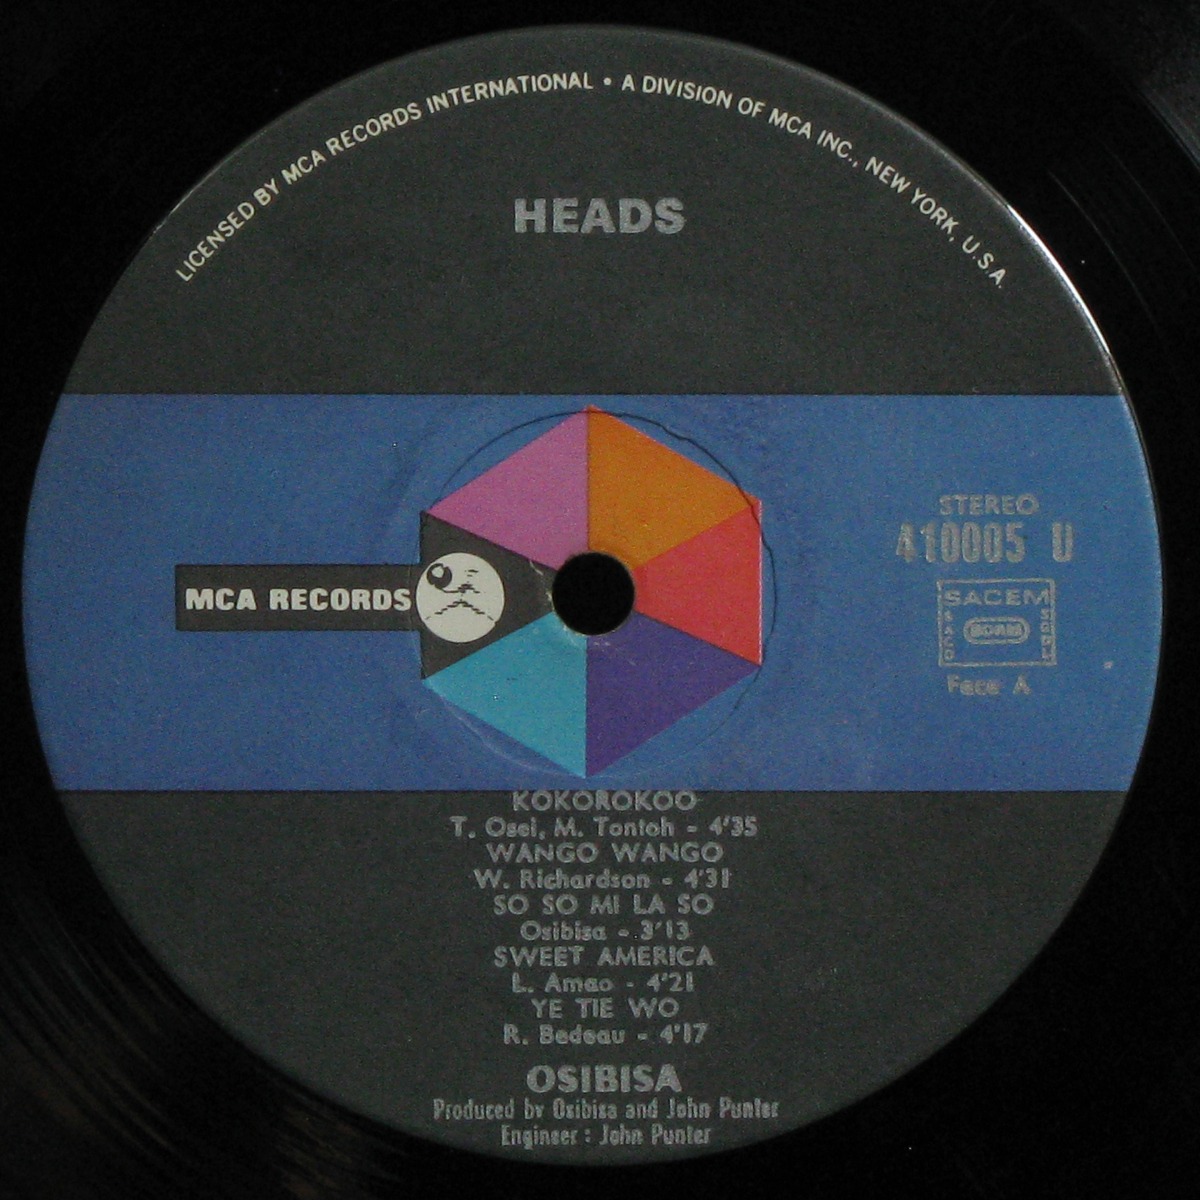 LICENSED BY MCA RECORDS INTERNATIONAL • A DIVISION OF MCA INC., NEW YORK, U.S.A.
HEADS
MCA RECORDS
STEREO
410005 U
SACEM
Face A
KOKOROKOO
T. Osei, M. Tontoh - 4'35
WANGO WANGO
W. Richardson - 4'31
SO SO MI LA SO
Osibisa - 3'13
SWEET AMERICA
L. Amao - 4'21
YE TIE WO
R. Bedeau - 4'17
OSIBISA
Produced by Osibisa and John Punter
Engineer : John Punter